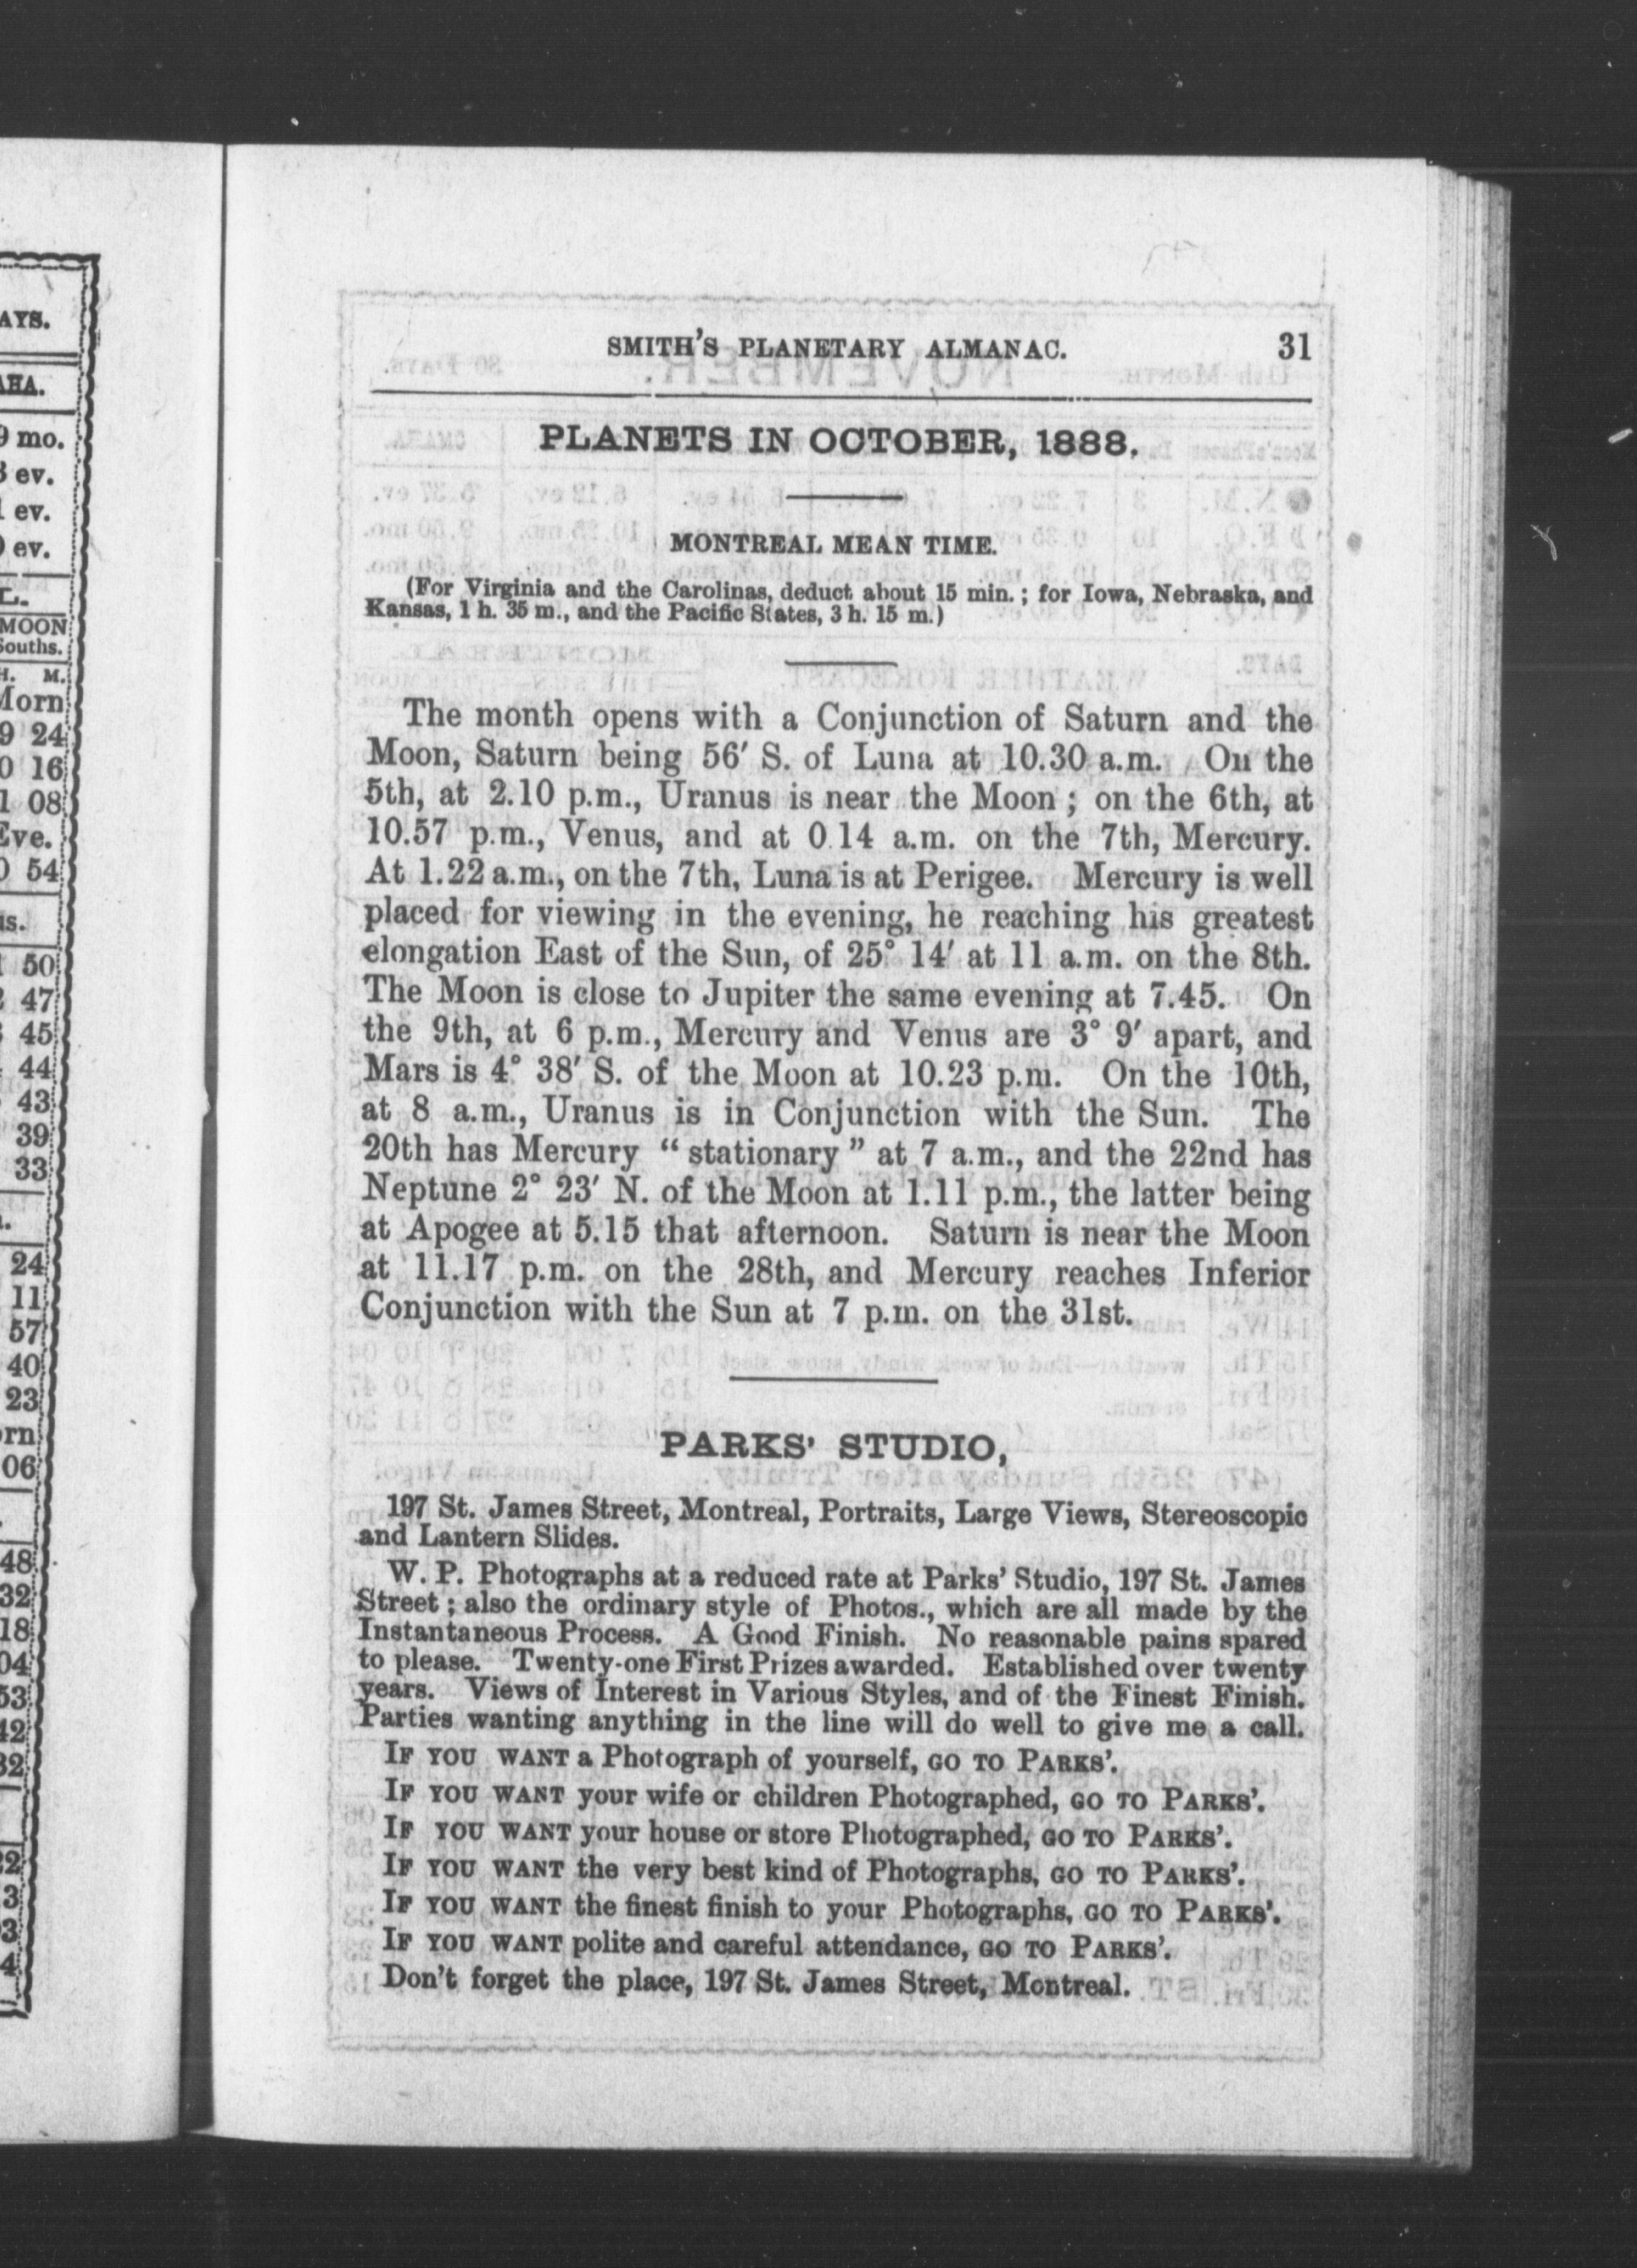 SMITH'S PLANETARY ALMANAC. 31
PLANETS IN OCTOBER, 1888.
MONTREAL MEAN TIME.
(For Virginia and the Carolinas, deduct about 15 min.; for Iowa, Nebraska, and
Kansas, 1 h. 35 m., and the Pacific States, 3 h. 15 m.)
The month opens with a Conjunction of Saturn and the
Moon, Saturn being 56′ S. of Luna at 10.30 a.m. On the
5th, at 2.10 p.m., Uranus is near the Moon; on the 6th, at
10.57 p.m., Venus, and at 0 14 a.m. on the 7th, Mercury.
At 1.22 a.m., on the 7th, Luna is at Perigee. Mercury is well
placed for viewing in the evening, he reaching his greatest
elongation East of the Sun, of 25° 14′ at 11 a.m. on the 8th.
The Moon is close to Jupiter the same evening at 7.45. On
the 9th, at 6 p.m., Mercury and Venus are 3° 9′ apart, and
Mars is 4° 38′ S. of the Moon at 10.23 p.m. On the 10th,
at 8 a.m., Uranus is in Conjunction with the Sun. The
20th has Mercury “stationary” at 7 a.m., and the 22nd has
Neptune 2° 23′ N. of the Moon at 1.11 p.m., the latter being
at Apogee at 5.15 that afternoon. Saturn is near the Moon
at 11.17 p.m. on the 28th, and Mercury reaches Inferior
Conjunction with the Sun at 7 p.m. on the 31st.
PARKS' STUDIO,
197 St. James Street, Montreal, Portraits, Large Views, Stereoscopic
and Lantern Slides.
W. P. Photographs at a reduced rate at Parks' Studio, 197 St. James
Street; also the ordinary style of Photos., which are all made by the
Instantaneous Process. A Good Finish. No reasonable pains spared
to please. Twenty-one First Prizes awarded. Established over twenty
years. Views of Interest in Various Styles, and of the Finest Finish.
Parties wanting anything in the line will do well to give me a call.
IF YOU WANT a Photograph of yourself, GO TO PARKS'.
IF YOU WANT your wife or children Photographed, GO TO PARKS'.
IF YOU WANT your house or store Photographed, GO TO PARKS'.
IF YOU WANT the very best kind of Photographs, GO TO PARKS'.
IF YOU WANT the finest finish to your Photographs, GO TO PARKS'.
IF YOU WANT polite and careful attendance, GO TO PARKS'.
Don't forget the place, 197 St. James Street, Montreal.